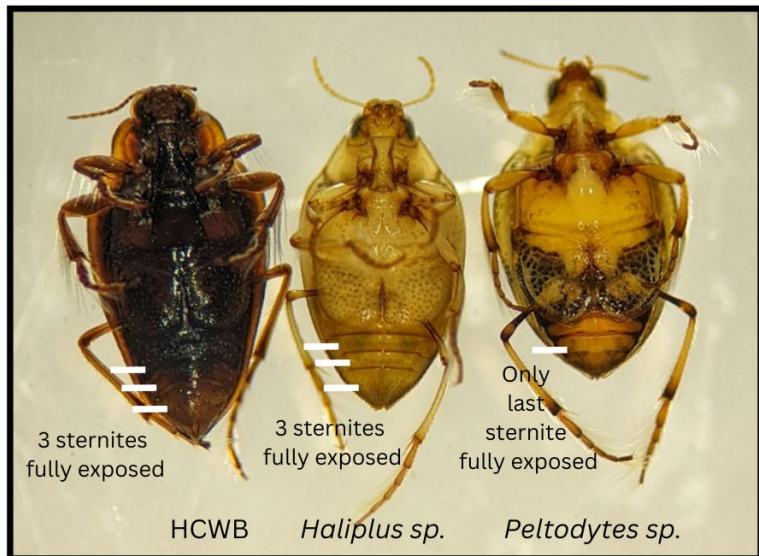 3 sternites
fully exposed
3 sternites
fully exposed
Only
last
sternite
fully exposed
HCWB
Haliplus sp.
Peltodytes sp.